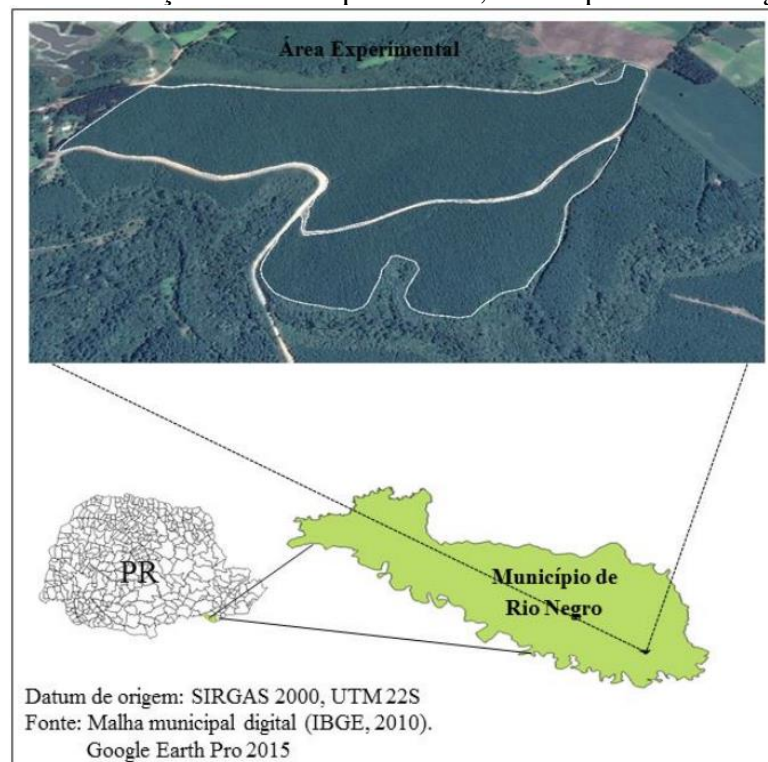 Área Experimental
PR
Município de
Rio Negro
Datum de origem: SIRGAS 2000, UTM 22S
Fonte: Malha municipal digital (IBGE, 2010).
Google Earth Pro 2015